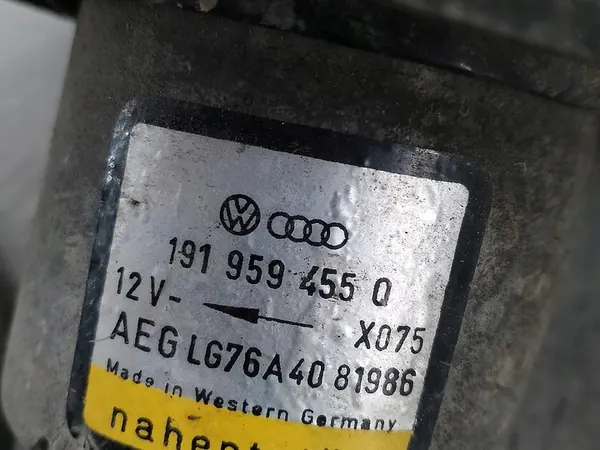 191 959 455 Q
12V- X075
AEG LG76A40 81986
Made in Western Germany